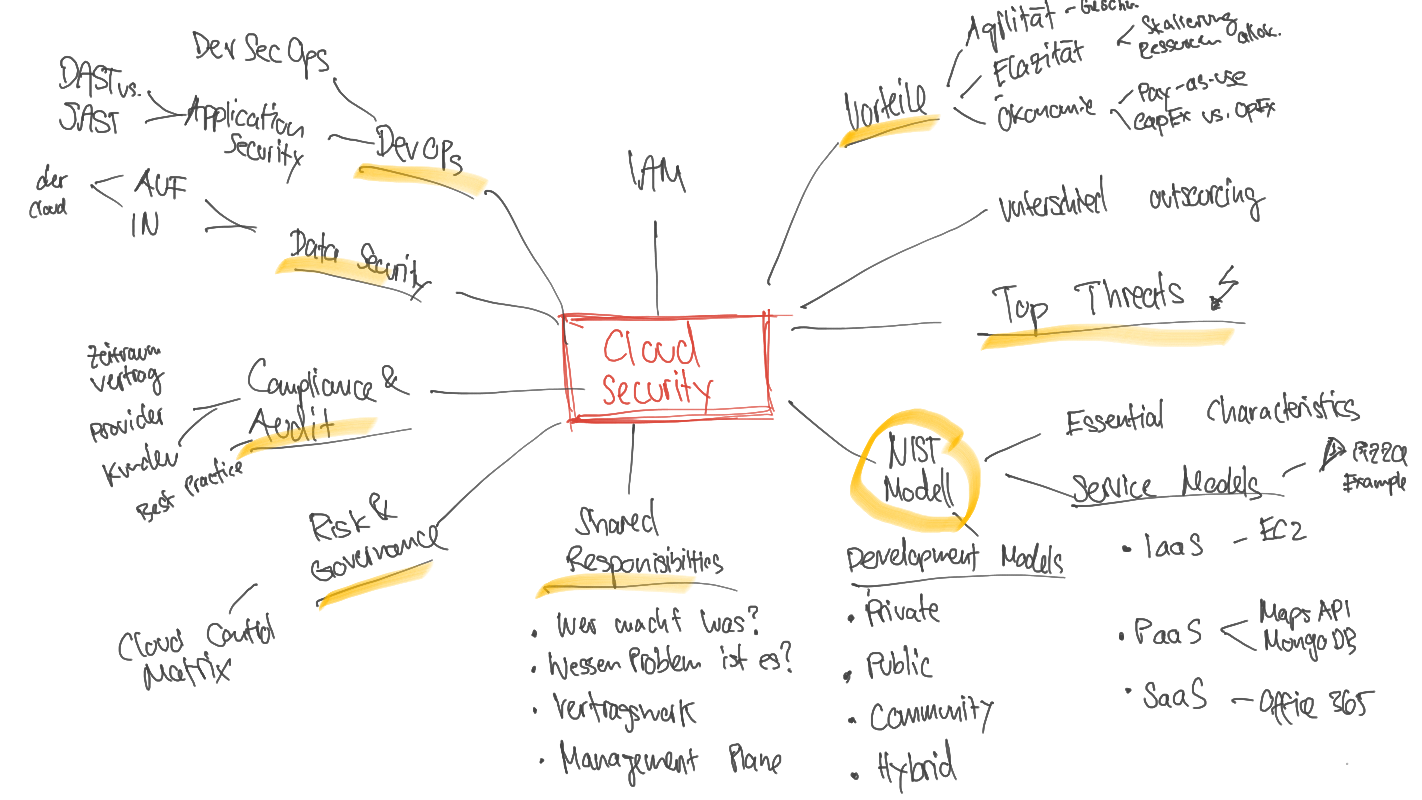 Cloud
Security
IAM
DevOps
DevSecOps
Application
Security
DAST vs.
SAST
Data Security
AUF
IN
der
Cloud
Compliance &
Audit
Zeitraum
Vertrag
Provider
Kunden
Best Practice
Risk &
Governance
Cloud Control
Matrix
Shared
Responisibilties
• Wer macht was?
• Wessen Problem ist es?
• Vertragswerk
• Management Plane
NIST
Modell
Development Models
• Private
• Public
• Community
• Hybrid
Essential Characteristics
Service Models
Pizza
Example
• IaaS - EC2
• PaaS
Maps API
MongoDB
• SaaS - Office 365
Top Threats
Unterschied outscorcing
Vorteile
Agilität -
Elazität
Skalierung
Ressourcen allok.
Ökonomie
Pay-as-use
CapEx vs. OpEx